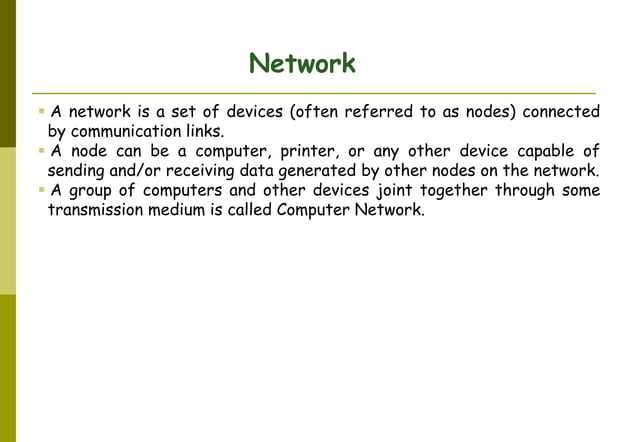 Network
▪ A network is a set of devices (often referred to as nodes) connected
by communication links.
▪ A node can be a computer, printer, or any other device capable of
sending and/or receiving data generated by other nodes on the network.
▪ A group of computers and other devices joint together through some
transmission medium is called Computer Network.